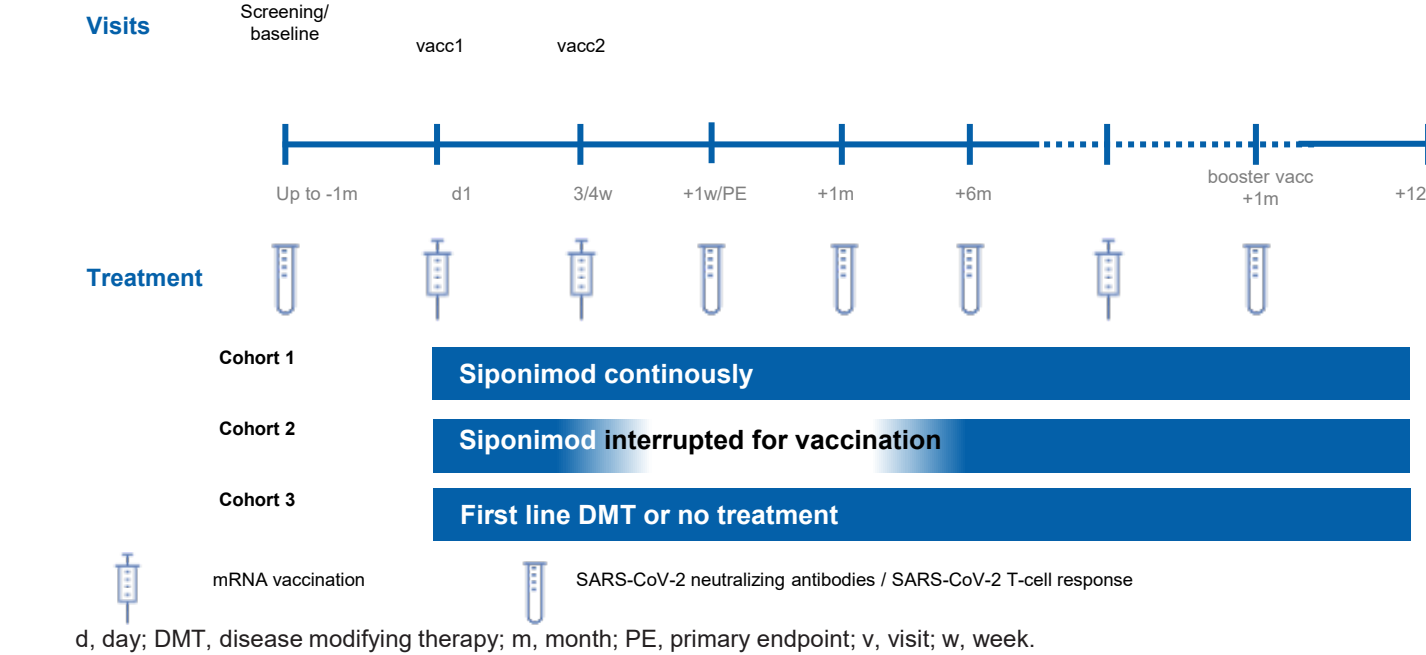 Visits
Screening/
baseline
vacc1
vacc2
Up to -1m
d1
3/4w
+1w/PE
+1m
+6m
booster vacc
+1m
+12
Treatment
Cohort 1
Siponimod continously
Cohort 2
Siponimod interrupted for vaccination
Cohort 3
First line DMT or no treatment
mRNA vaccination
SARS-CoV-2 neutralizing antibodies / SARS-CoV-2 T-cell response
d, day; DMT, disease modifying therapy; m, month; PE, primary endpoint; v, visit; w, week.